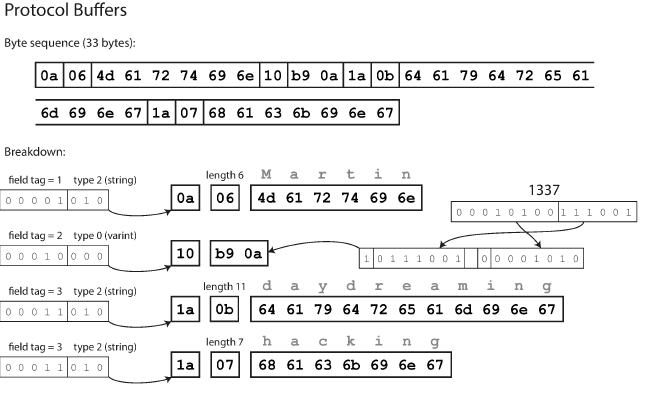 Protocol Buffers
Byte sequence (33 bytes):
0a 06 4d 61 72 74 69 6e 10 b9 0a 1a 0b 64 61 79 64 72 65 61
6d 69 6e 67 1a 07 68 61 63 6b 69 6e 67
Breakdown:
length 6 M a r t i n
field tag = 1 type 2 (string)
0 0 0 0 1 0 1 0 0a 06 4d 61 72 74 69 6e
1337
0 0 0 1 0 1 0 0 1 1 1 0 0 1
field tag = 2 type 0 (varint)
0 0 0 1 0 0 0 0 10 b9 0a 1 0 1 1 1 0 0 1 0 0 0 0 1 0 1 0
field tag = 3 type 2 (string) length 11 d a y d r e a m i n g
0 0 0 1 1 0 1 0 1a 0b 64 61 79 64 72 65 61 6d 69 6e 67
field tag = 3 type 2 (string) length 7 h a c k i n g
0 0 0 1 1 0 1 0 1a 07 68 61 63 6b 69 6e 67